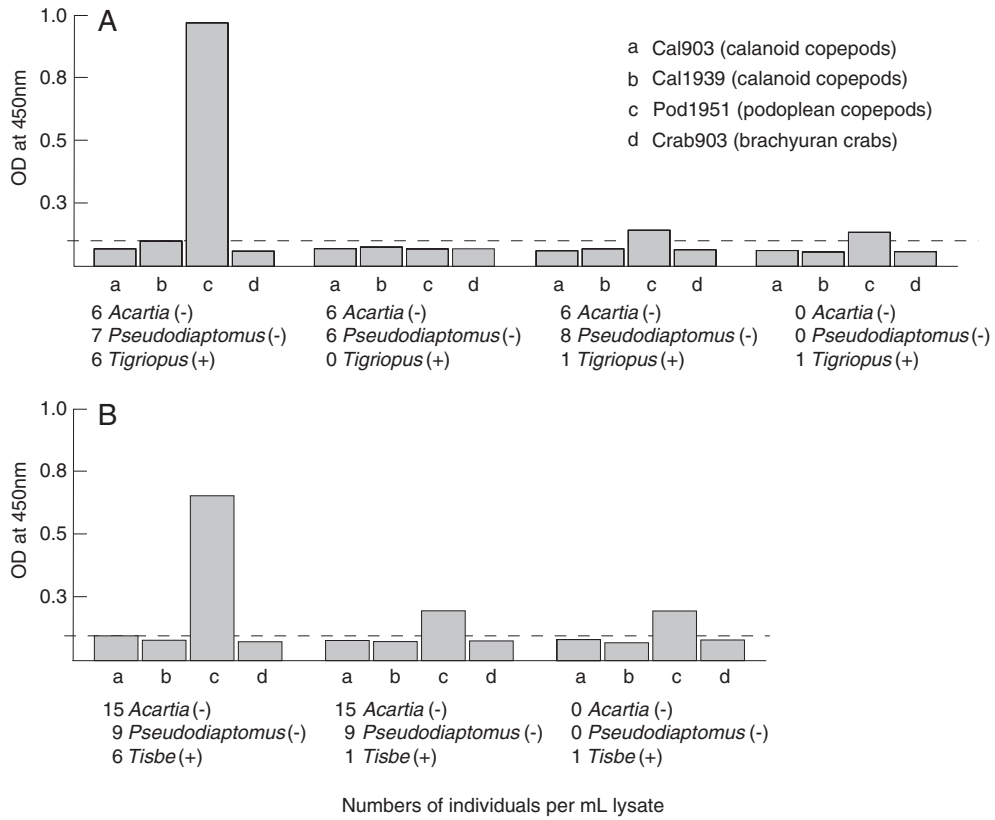 A
1.0
0.8
0.5
0.3
OD at 450nm
a Cal903 (calanoid copepods)
b Cal1939 (calanoid copepods)
c Pod1951 (podoplean copepods)
d Crab903 (brachyuran crabs)
a b c d a b c d a b c d a b c d
6 Acartia (-) 6 Acartia (-) 6 Acartia (-) 0 Acartia (-)
7 Pseudodiaptomus (-) 6 Pseudodiaptomus (-) 8 Pseudodiaptomus (-) 0 Pseudodiaptomus (-)
6 Tigriopus (+) 0 Tigriopus (+) 1 Tigriopus (+) 1 Tigriopus (+)
B
1.0
0.8
0.5
0.3
OD at 450nm
a b c d a b c d a b c d
15 Acartia (-) 15 Acartia (-) 0 Acartia (-)
9 Pseudodiaptomus (-) 9 Pseudodiaptomus (-) 0 Pseudodiaptomus (-)
6 Tisbe (+) 1 Tisbe (+) 1 Tisbe (+)
Numbers of individuals per mL lysate